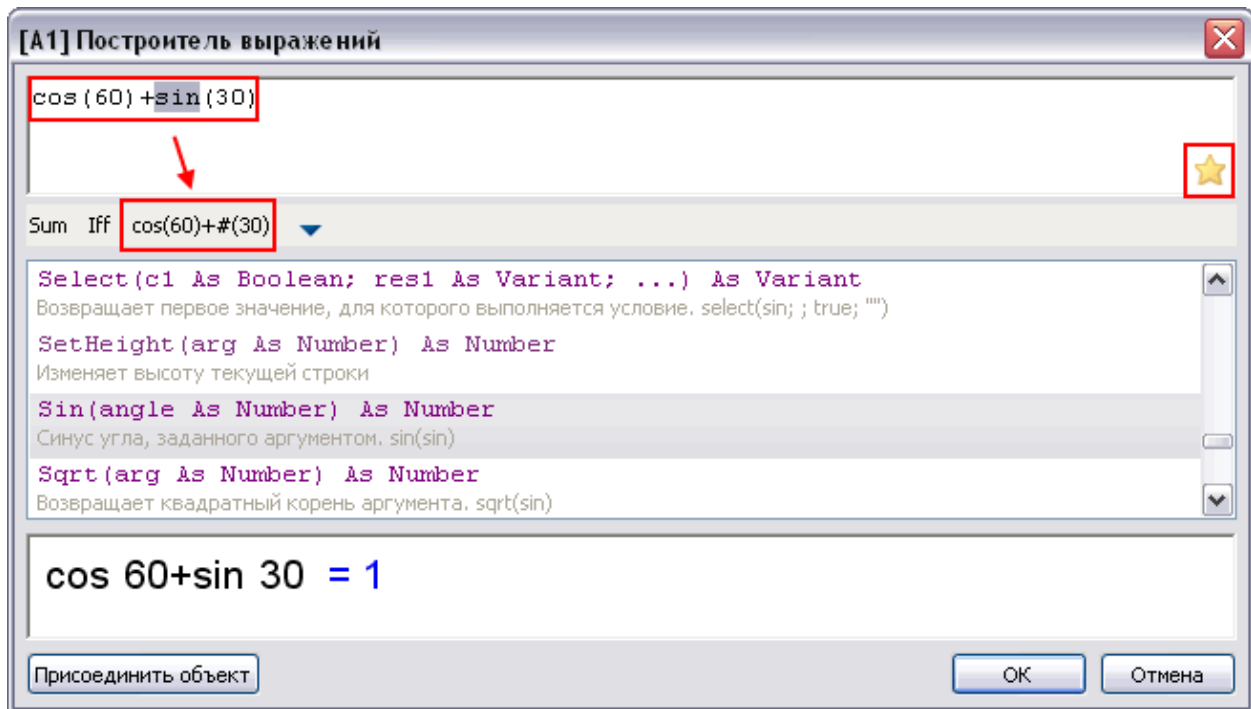 [A1] Построитель выражений
cos(60)+sin(30)
Sum Iff cos(60)+#(30)
Select(c1 As Boolean; res1 As Variant; ...) As Variant
Возвращает первое значение, для которого выполняется условие. select(sin; ; true; "")
SetHeight(arg As Number) As Number
Изменяет высоту текущей строки
Sin(angle As Number) As Number
Синус угла, заданного аргументом. sin(sin)
Sqrt(arg As Number) As Number
Возвращает квадратный корень аргумента. sqrt(sin)
cos 60+sin 30 = 1
Присоединить объект OK Отмена